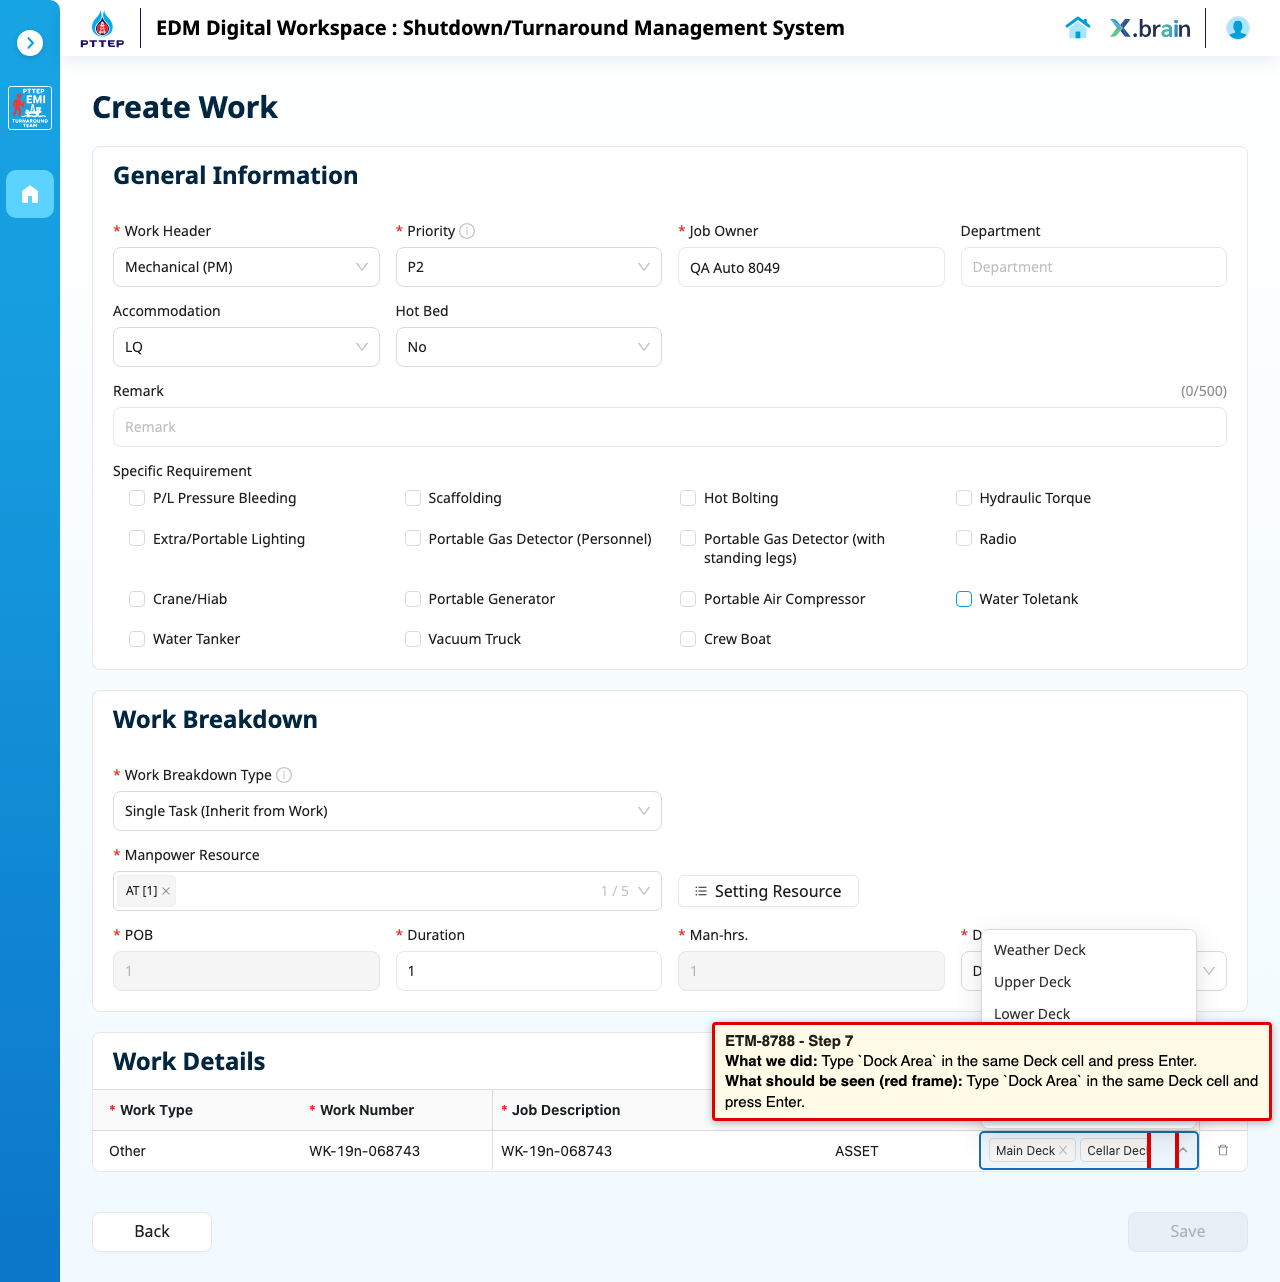 PTTEP
EDM Digital Workspace : Shutdown/Turnaround Management System
X.brain
PTTEP
EMI
TURNAROUND
TEAM
Create Work
General Information
* Work Header
* Priority
* Job Owner
Department
Mechanical (PM)
P2
QA Auto 8049
Department
Accommodation
Hot Bed
LQ
No
Remark
(0/500)
Remark
Specific Requirement
P/L Pressure Bleeding
Scaffolding
Hot Bolting
Hydraulic Torque
Extra/Portable Lighting
Portable Gas Detector (Personnel)
Portable Gas Detector (with
standing legs)
Radio
Crane/Hiab
Portable Generator
Portable Air Compressor
Water Toletank
Water Tanker
Vacuum Truck
Crew Boat
Work Breakdown
* Work Breakdown Type
Single Task (Inherit from Work)
* Manpower Resource
AT [1]
1 / 5
Setting Resource
* POB
* Duration
* Man-hrs.
* D
1
1
1
D
Weather Deck
Upper Deck
Lower Deck
Work Details
ETM-8788 - Step 7
What we did: Type `Dock Area` in the same Deck cell and press Enter.
What should be seen (red frame): Type `Dock Area` in the same Deck cell and
press Enter.
* Work Type
* Work Number
* Job Description
Other
WK-19n-068743
WK-19n-068743
ASSET
Main Deck
Cellar Dec
Back
Save